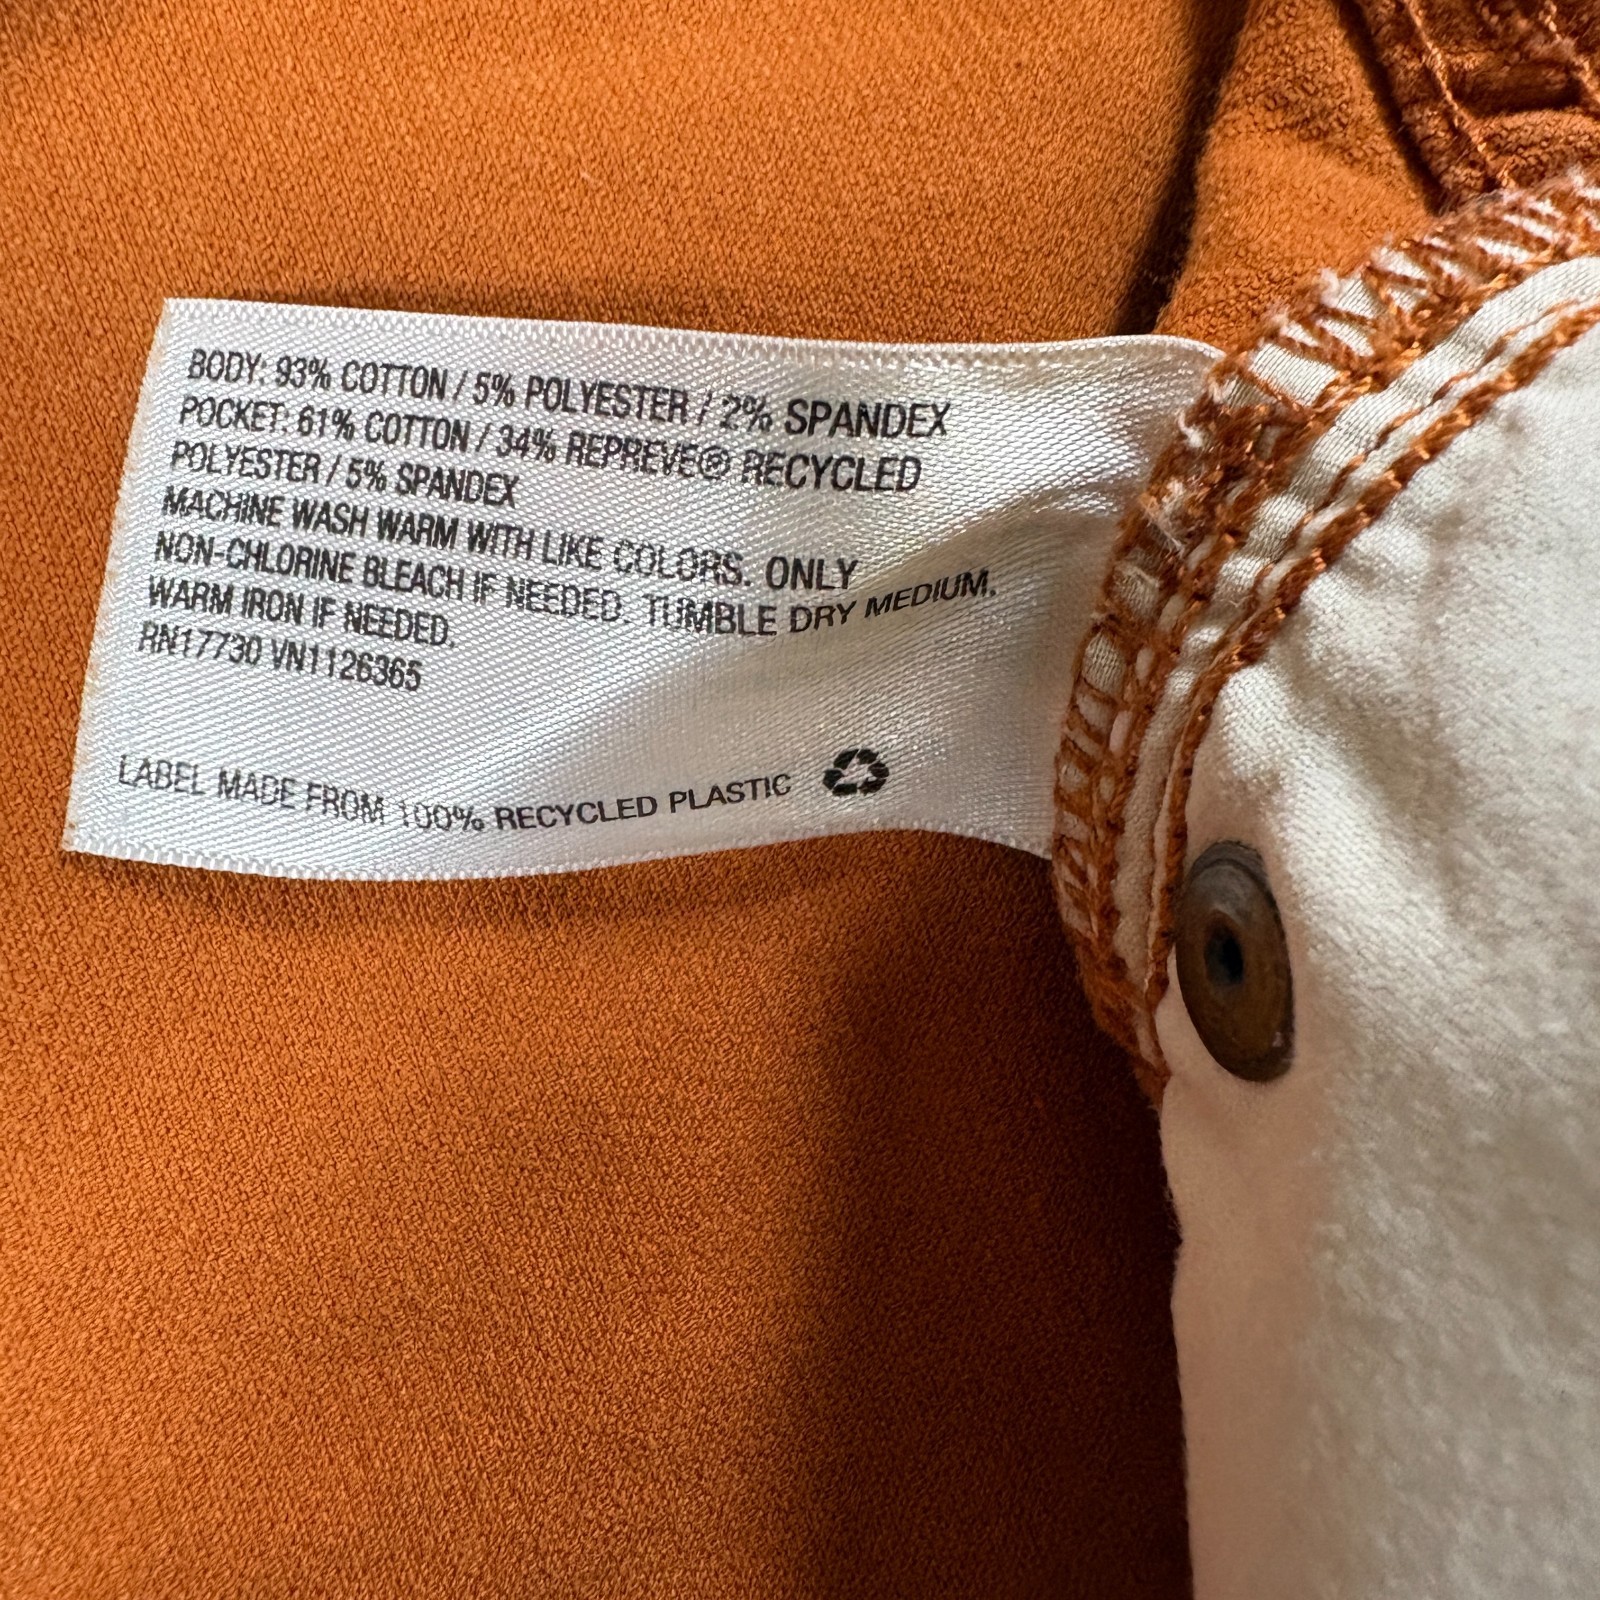 BODY: 93% COTTON / 5% POLYESTER / 2% SPANDEX
POCKET: 61% COTTON / 34% REPREVE® RECYCLED
POLYESTER / 5% SPANDEX
MACHINE WASH WARM WITH LIKE COLORS. ONLY
NON-CHLORINE BLEACH IF NEEDED. TUMBLE DRY MEDIUM.
WARM IRON IF NEEDED.
RN17730 VN1126365
LABEL MADE FROM 100% RECYCLED PLASTIC